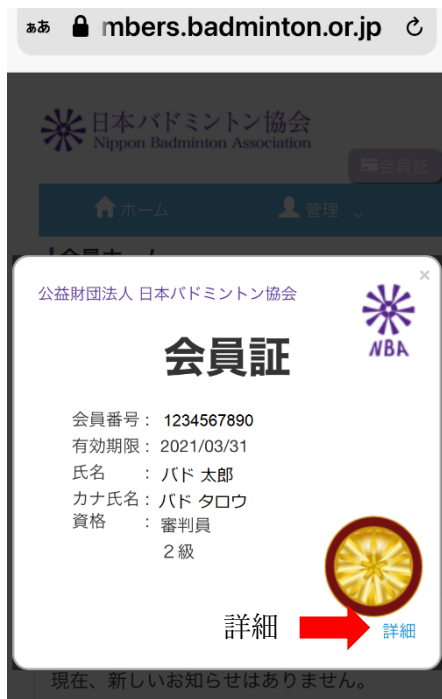 ぁあ mbers.badminton.or.jp
日本バドミントン協会
Nippon Badminton Association
会員証
ホーム 管理
会員ホーム
×
公益財団法人 日本バドミントン協会
NBA
会員証
会員番号： 1234567890
有効期限： 2021/03/31
氏名 ： バド 太郎
カナ氏名： バド タロウ
資格 ： 審判員
２級
詳細
詳細
現在、新しいお知らせはありません。